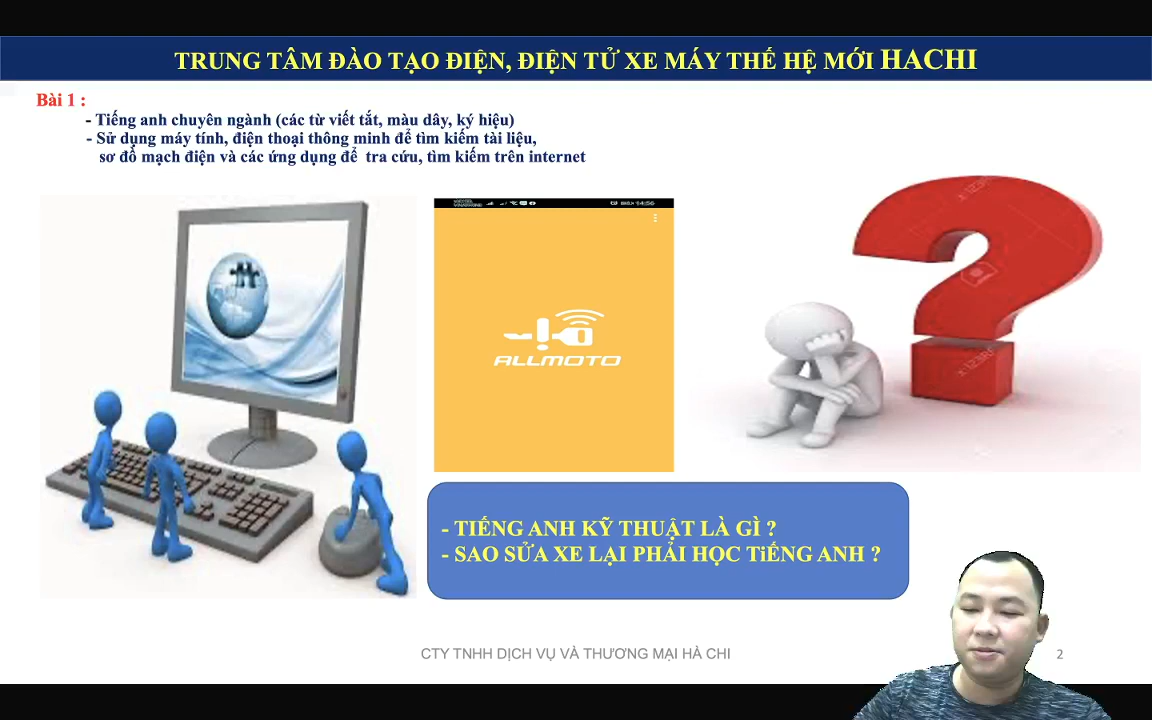 TRUNG TÂM ĐÀO TẠO ĐIỆN, ĐIỆN TỬ XE MÁY THẾ HỆ MỚI HACHI
Bài 1 :
- Tiếng anh chuyên ngành (các từ viết tắt, màu dây, ký hiệu)
- Sử dụng máy tính, điện thoại thông minh để tìm kiếm tài liệu,
sơ đồ mạch điện và các ứng dụng để tra cứu, tìm kiếm trên internet
14:56
ALLMOTO
- TIẾNG ANH KỸ THUẬT LÀ GÌ ?
- SAO SỬA XE LẠI PHẢI HỌC TiẾNG ANH ?
CTY TNHH DỊCH VỤ VÀ THƯƠNG MẠI HÀ CHI
2